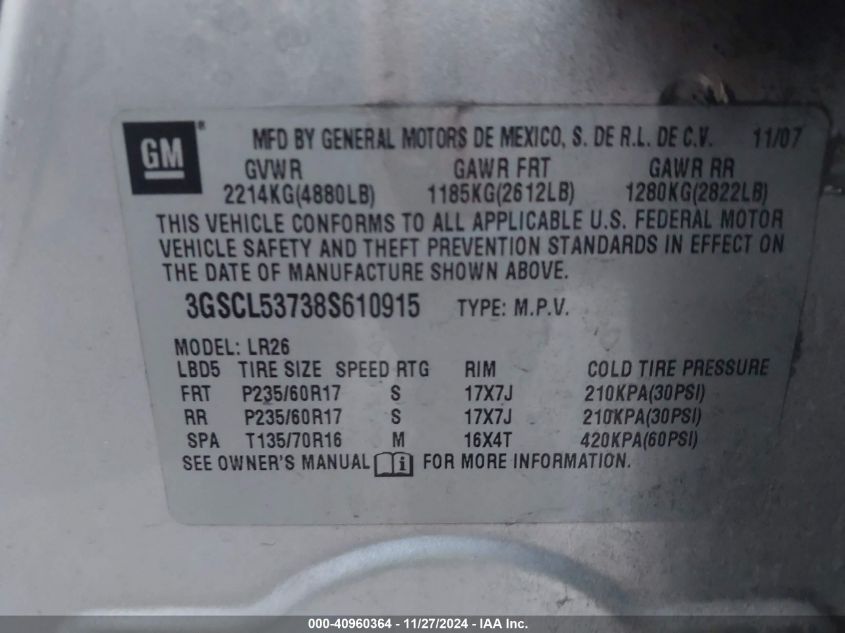 GM® MFD BY GENERAL MOTORS DE MEXICO, S. DE R.L. DE C.V. 11/07
GVWR GAWR FRT GAWR RR
2214KG(4880LB) 1185KG(2612LB) 1280KG(2822LB)
THIS VEHICLE CONFORMS TO ALL APPLICABLE U.S. FEDERAL MOTOR
VEHICLE SAFETY AND THEFT PREVENTION STANDARDS IN EFFECT ON
THE DATE OF MANUFACTURE SHOWN ABOVE.
3GSCL53738S610915 TYPE: M.P.V.
MODEL: LR26
LBD5 TIRE SIZE SPEED RTG RIM COLD TIRE PRESSURE
FRT P235/60R17 S 17X7J 210KPA(30PSI)
RR P235/60R17 S 17X7J 210KPA(30PSI)
SPA T135/70R16 M 16X4T 420KPA(60PSI)
SEE OWNER'S MANUAL i FOR MORE INFORMATION.
000-40960364 - 11/27/2024 - IAA Inc.